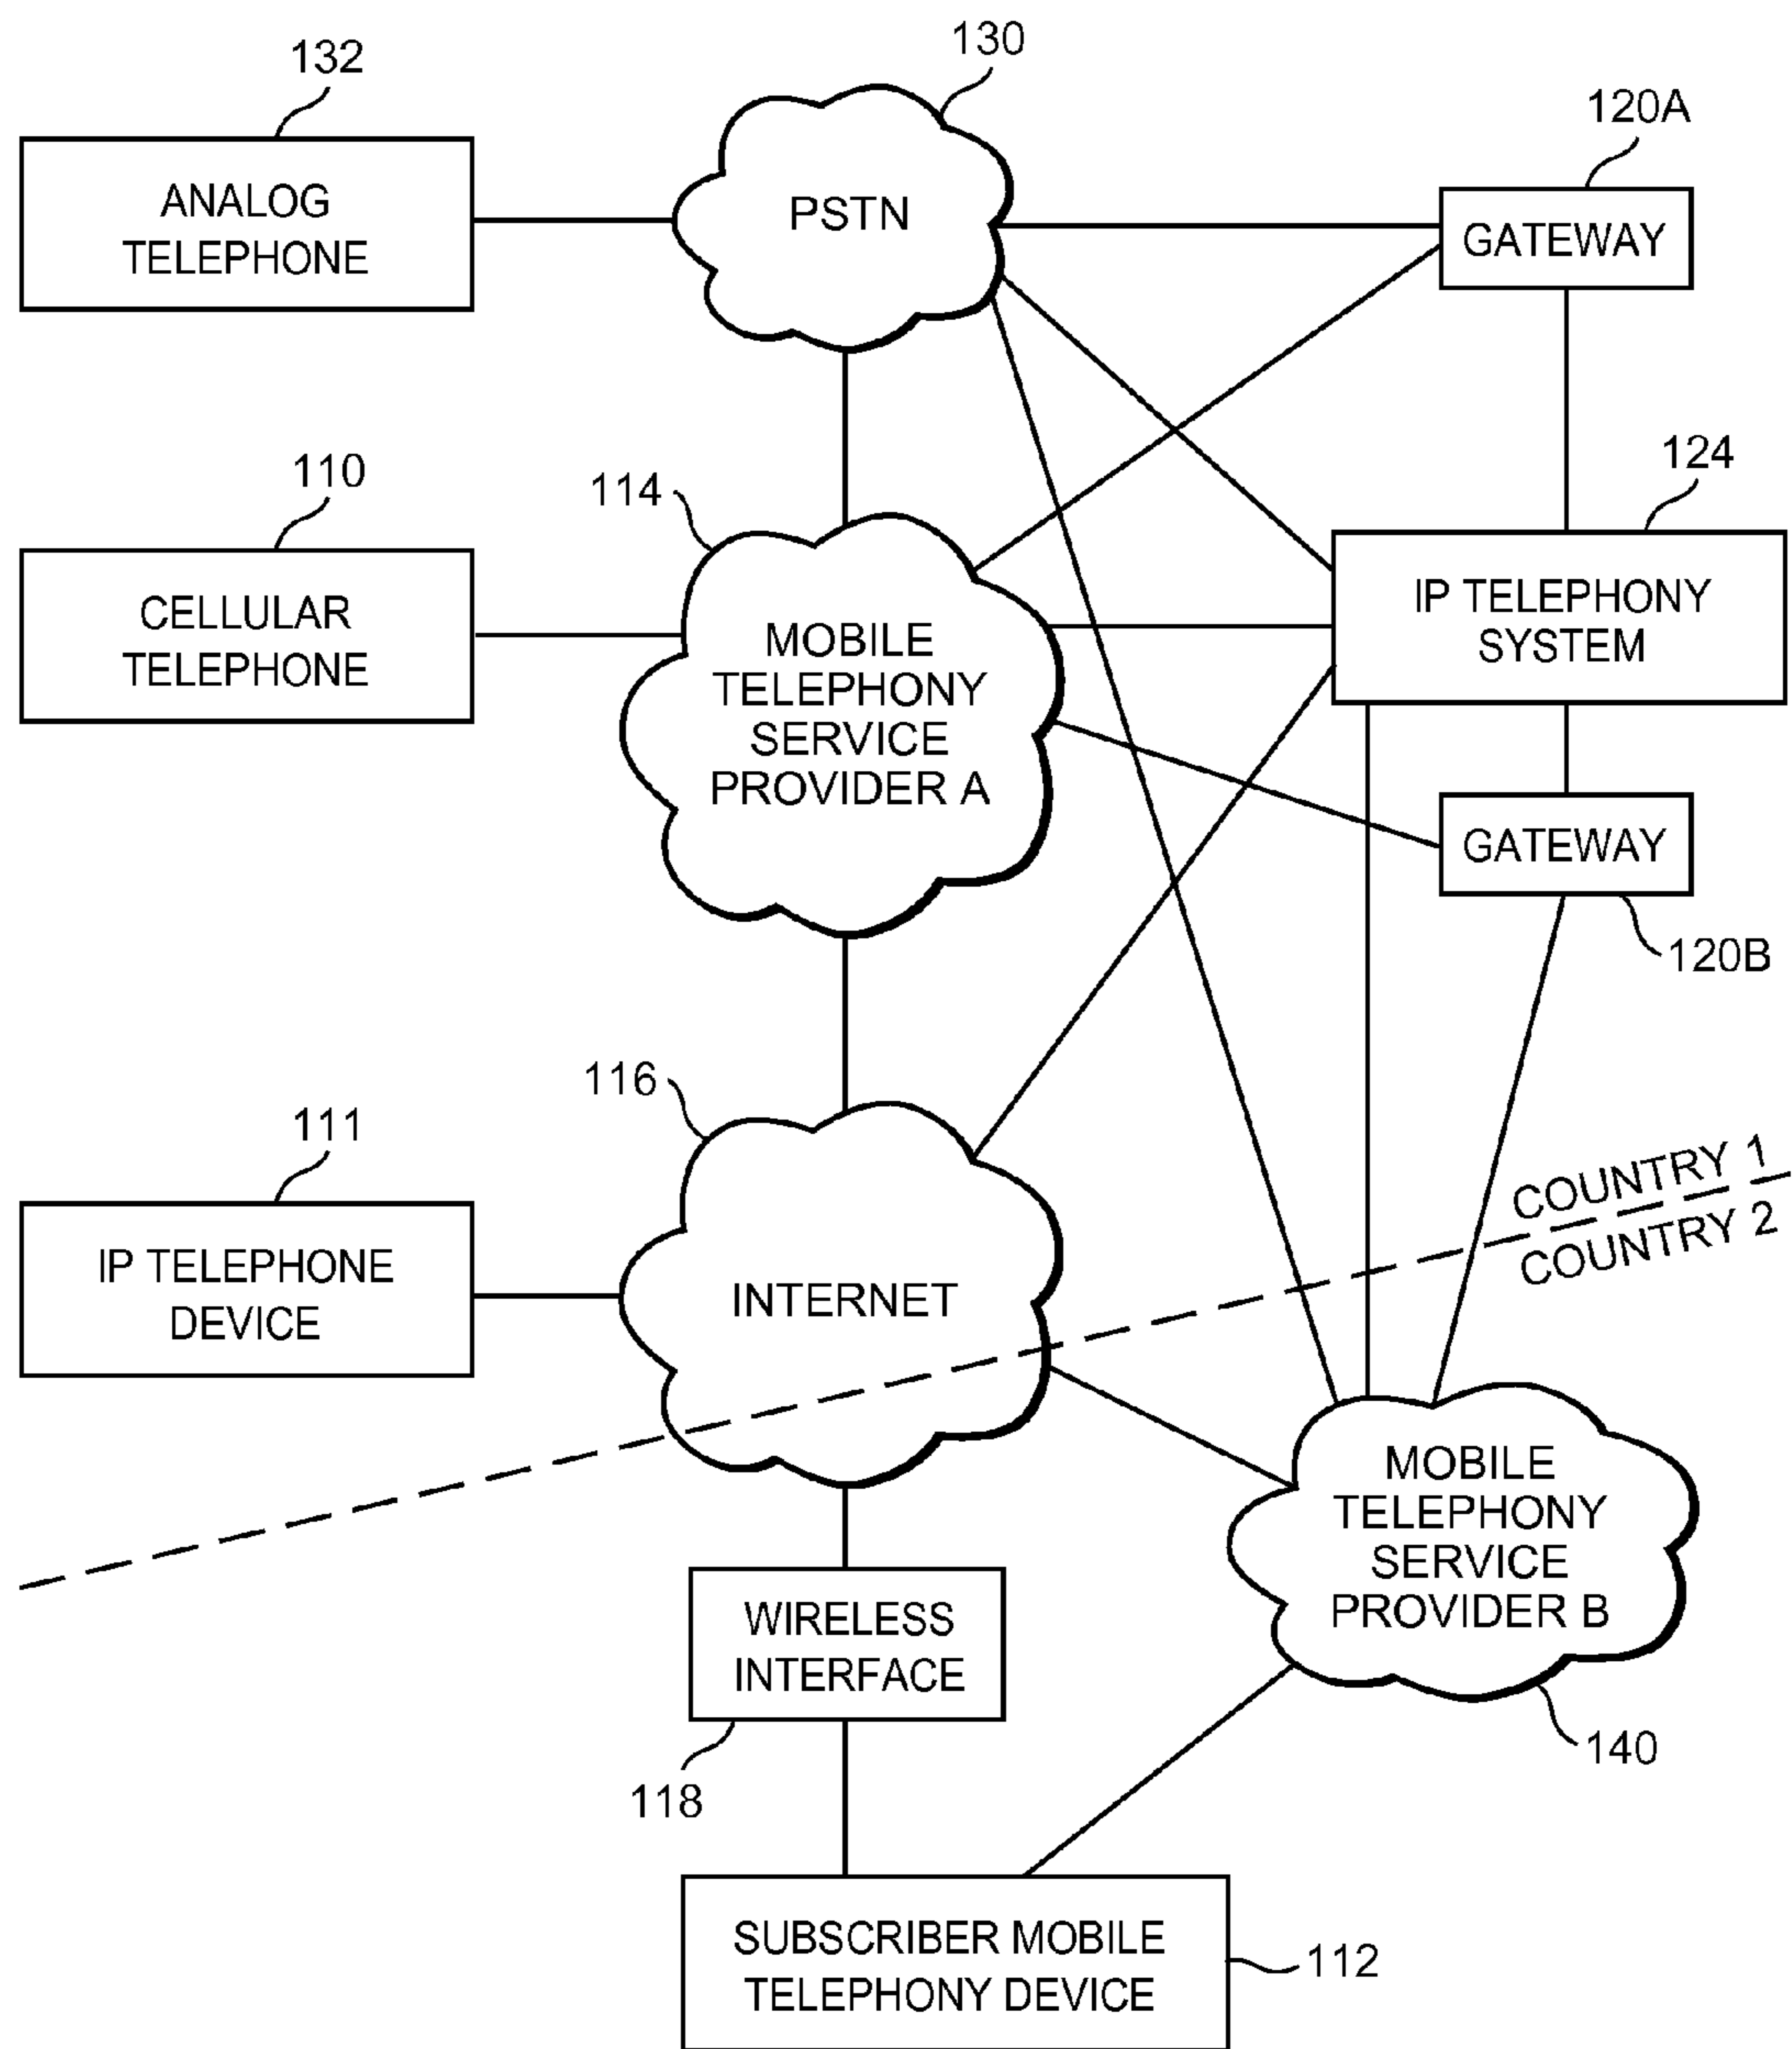 132
130
120A
ANALOG
TELEPHONE
PSTN
GATEWAY
110
114
124
CELLULAR
TELEPHONE
MOBILE
TELEPHONY
SERVICE
PROVIDER A
IP TELEPHONY
SYSTEM
GATEWAY
120B
116
111
IP TELEPHONE
DEVICE
INTERNET
COUNTRY 1
COUNTRY 2
MOBILE
TELEPHONY
SERVICE
PROVIDER B
WIRELESS
INTERFACE
118
140
SUBSCRIBER MOBILE
TELEPHONY DEVICE
112